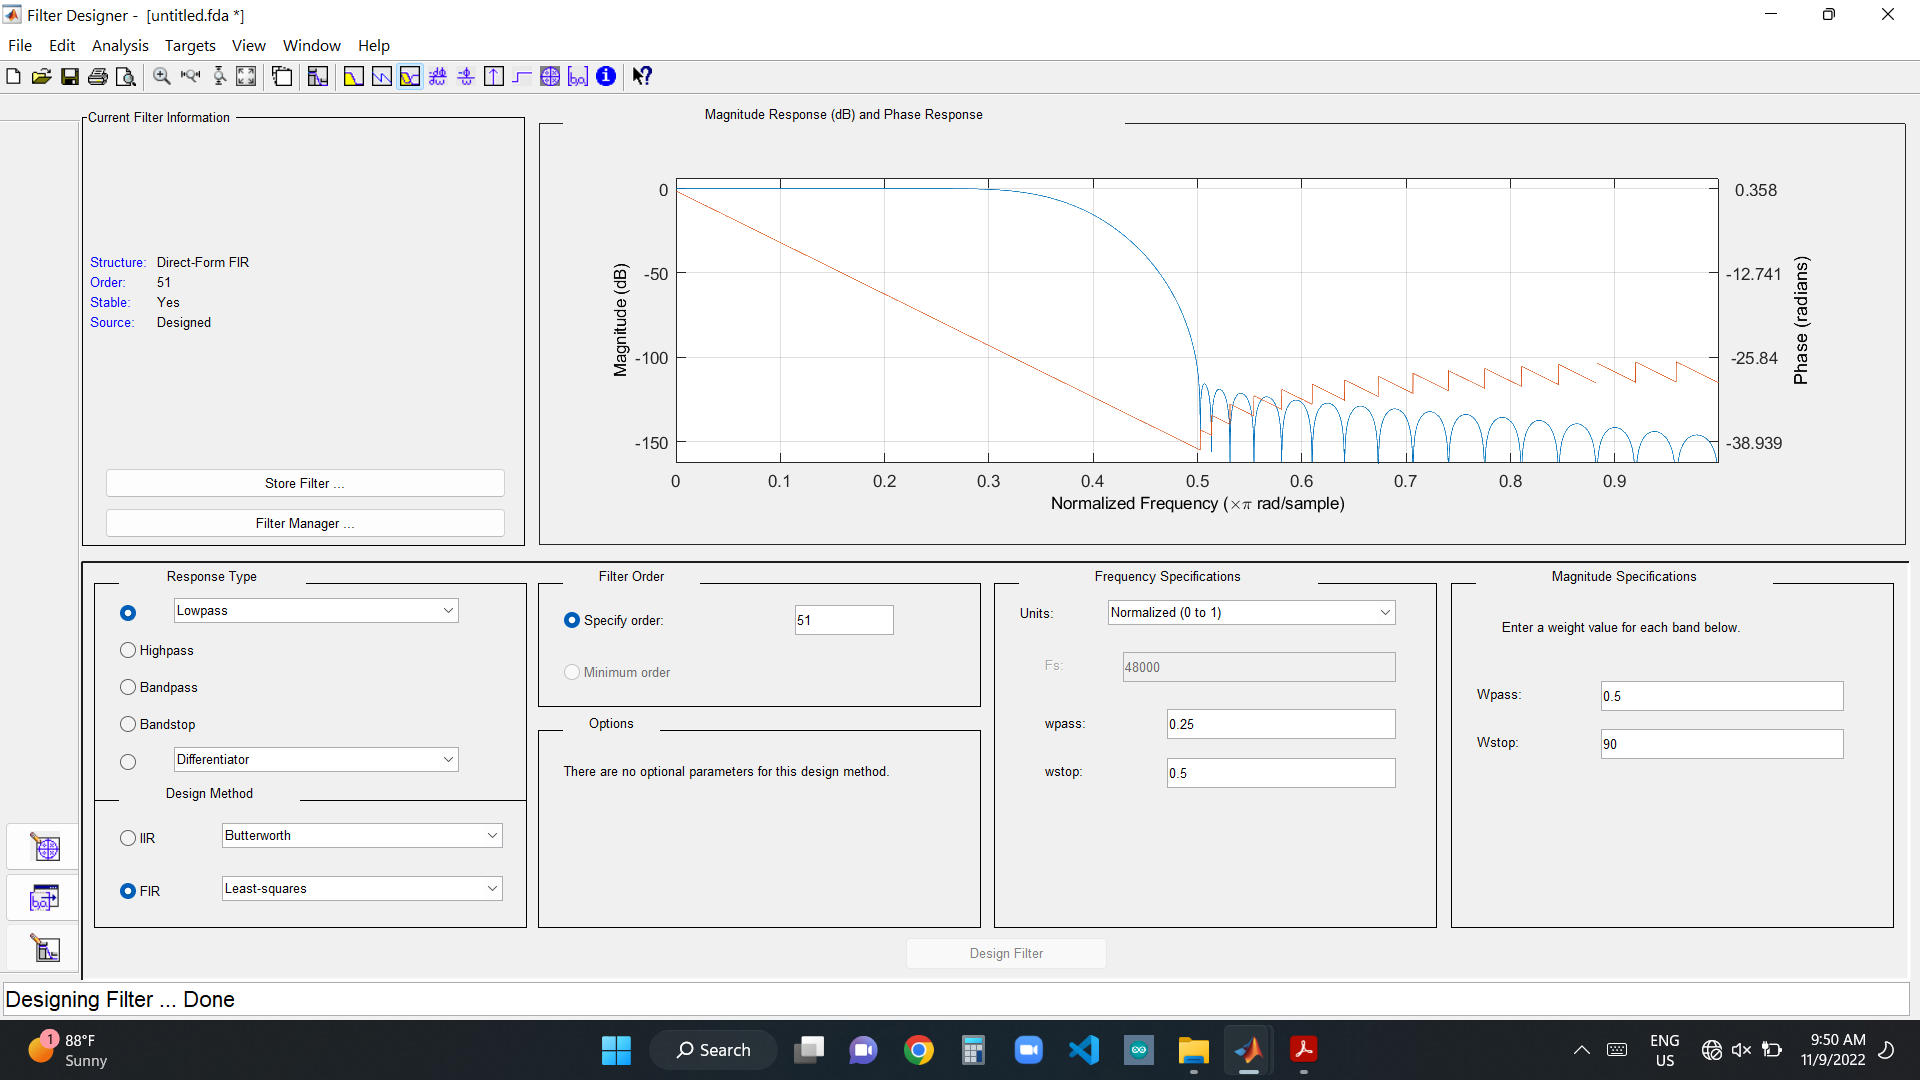 Filter Designer - [untitled.fda *]
File Edit Analysis Targets View Window Help
Current Filter Information
Structure: Direct-Form FIR
Order: 51
Stable: Yes
Source: Designed
Store Filter ...
Filter Manager ...
Magnitude Response (dB) and Phase Response
Magnitude (dB)
0
-50
-100
-150
0.358
-12.741
-25.84
-38.939
Phase (radians)
0 0.1 0.2 0.3 0.4 0.5 0.6 0.7 0.8 0.9
Normalized Frequency (×π rad/sample)
Response Type
Lowpass
Highpass
Bandpass
Bandstop
Differentiator
Design Method
IIR Butterworth
FIR Least-squares
Filter Order
Specify order: 51
Minimum order
Options
There are no optional parameters for this design method.
Frequency Specifications
Units: Normalized (0 to 1)
Fs: 48000
wpass: 0.25
wstop: 0.5
Magnitude Specifications
Enter a weight value for each band below.
Wpass: 0.5
Wstop: 90
Design Filter
Designing Filter ... Done
1
88°F
Sunny
Search
ENG
US
9:50 AM
11/9/2022